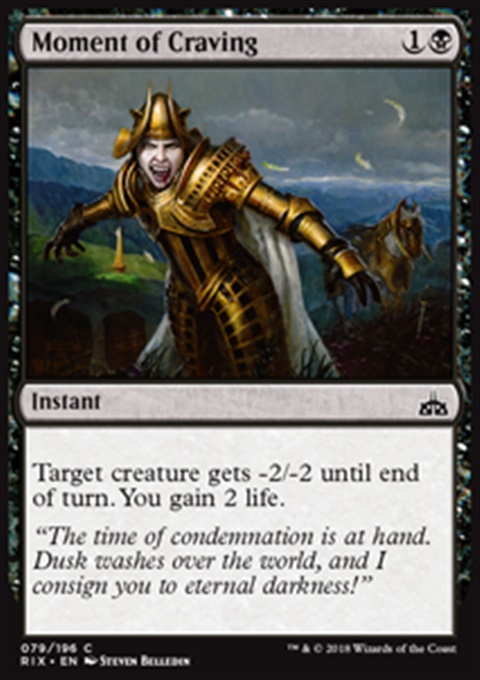 Moment of Craving 1
Instant
Target creature gets -2/-2 until end
of turn. You gain 2 life.
“The time of condemnation is at hand.
Dusk washes over the world, and I
consign you to eternal darkness!”
079/196 C
RIX • EN Steven Belledin
™ & © 2018 Wizards of the Coast